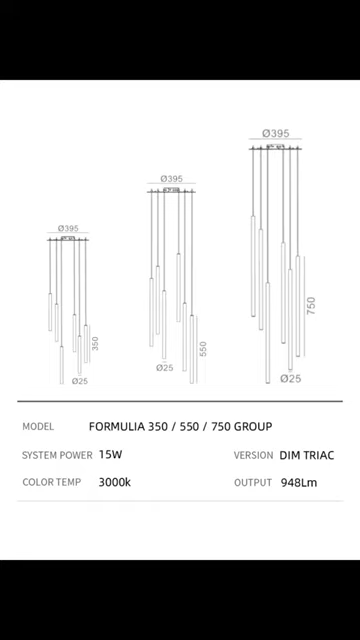 Ø395
Ø395
Ø395
750
350
550
Ø25
Ø25
Ø25
MODEL FORMULIA 350 / 550 / 750 GROUP
SYSTEM POWER 15W VERSION DIM TRIAC
COLOR TEMP 3000k OUTPUT 948Lm